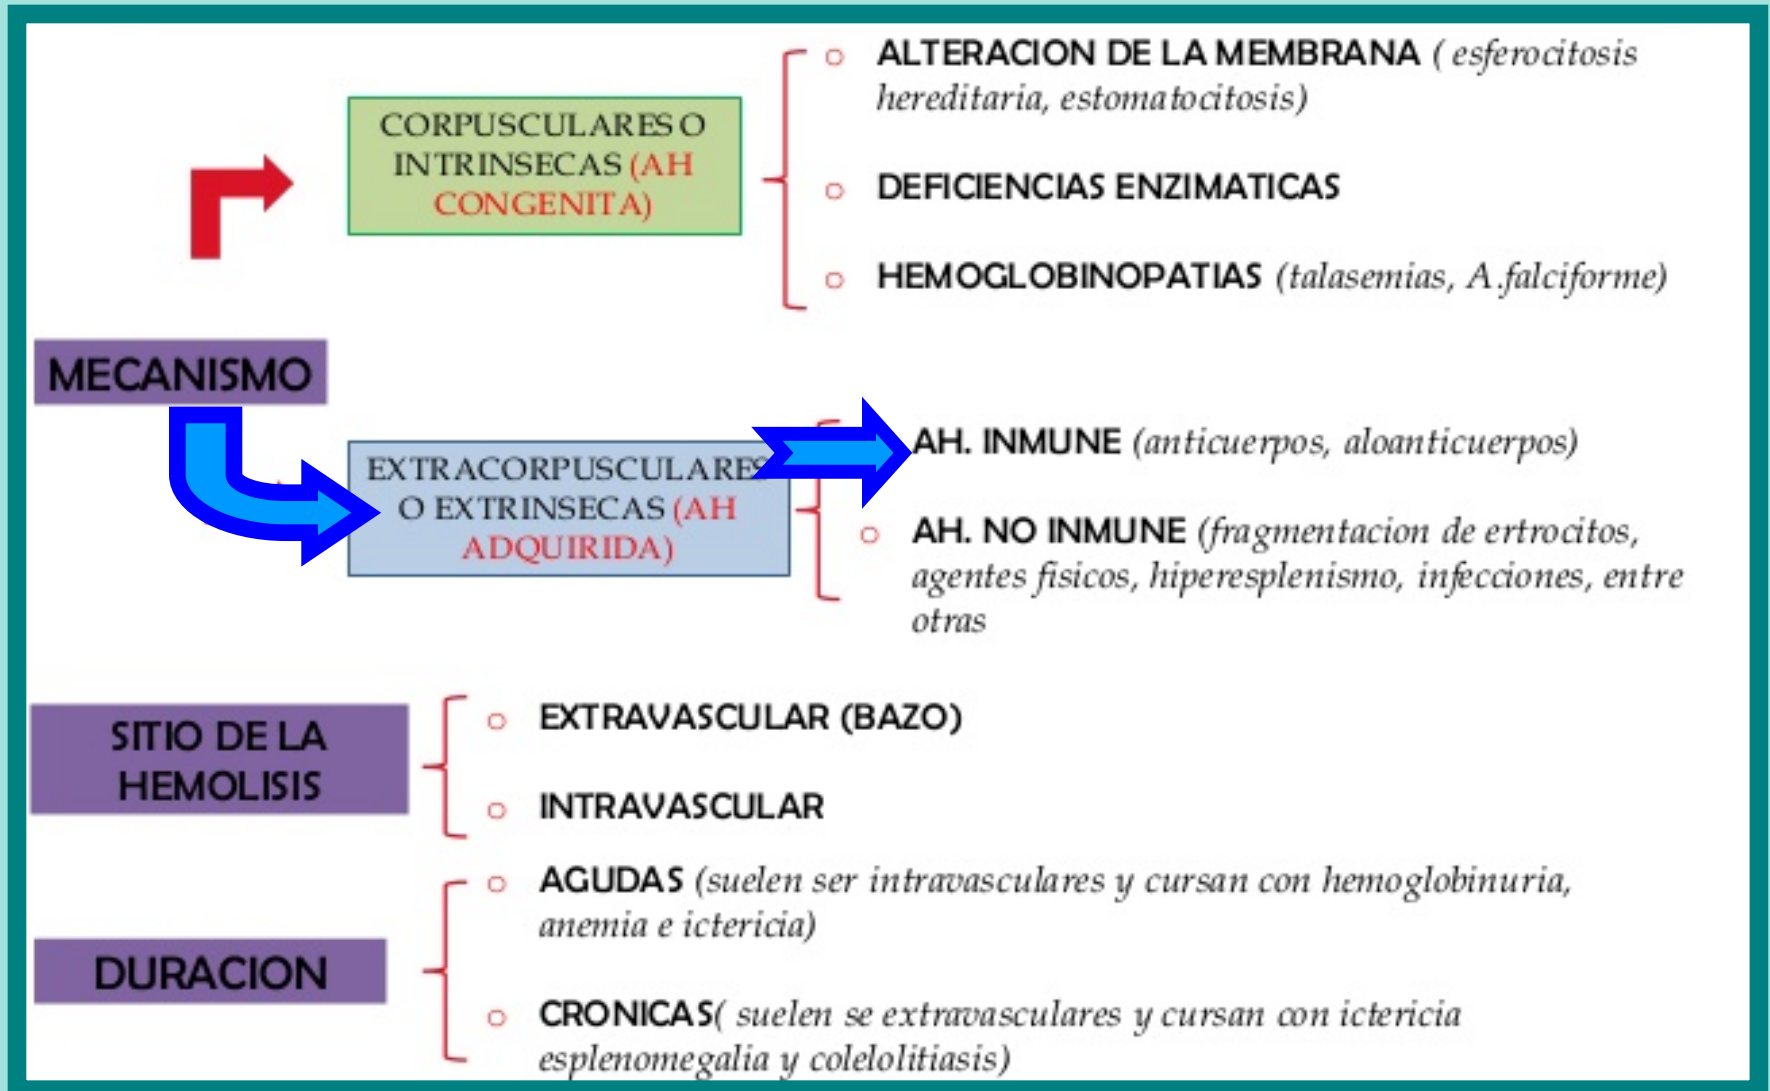 ALTERACION DE LA MEMBRANA ( esferocitosis
hereditaria, estomatocitosis)
CORPUSCULARES O
INTRINSECAS (AH
CONGENITA)
DEFICIENCIAS ENZIMATICAS
HEMOGLOBINOPATIAS (talasemias, A.falciforme)
MECANISMO
EXTRACORPUSCULARES
O EXTRINSECAS (AH
ADQUIRIDA)
AH. INMUNE (anticuerpos, aloanticuerpos)
AH. NO INMUNE (fragmentacion de ertrocitos,
agentes fisicos, hiperesplenismo, infecciones, entre
otras
SITIO DE LA
HEMOLISIS
EXTRAVASCULAR (BAZO)
INTRAVASCULAR
DURACION
AGUDAS (suelen ser intravasculares y cursan con hemoglobinuria,
anemia e ictericia)
CRONICAS( suelen se extravasculares y cursan con ictericia
esplenomegalia y colelolitiasis)